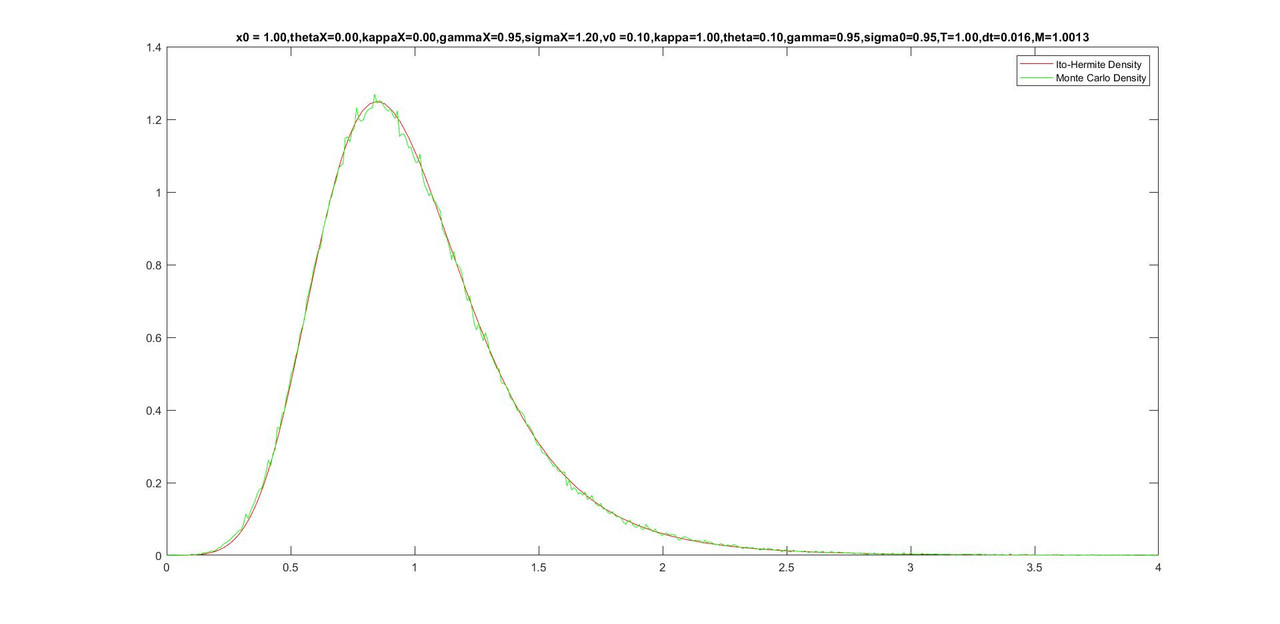 x0 = 1.00,thetaX=0.00,kappaX=0.00,gammaX=0.95,sigmaX=1.20,v0 =0.10,kappa=1.00,theta=0.10,gamma=0.95,sigma0=0.95,T=1.00,dt=0.016,M=1.0013
Ito-Hermite Density
Monte Carlo Density
1.4
1.2
1
0.8
0.6
0.4
0.2
0
0 0.5 1 1.5 2 2.5 3 3.5 4